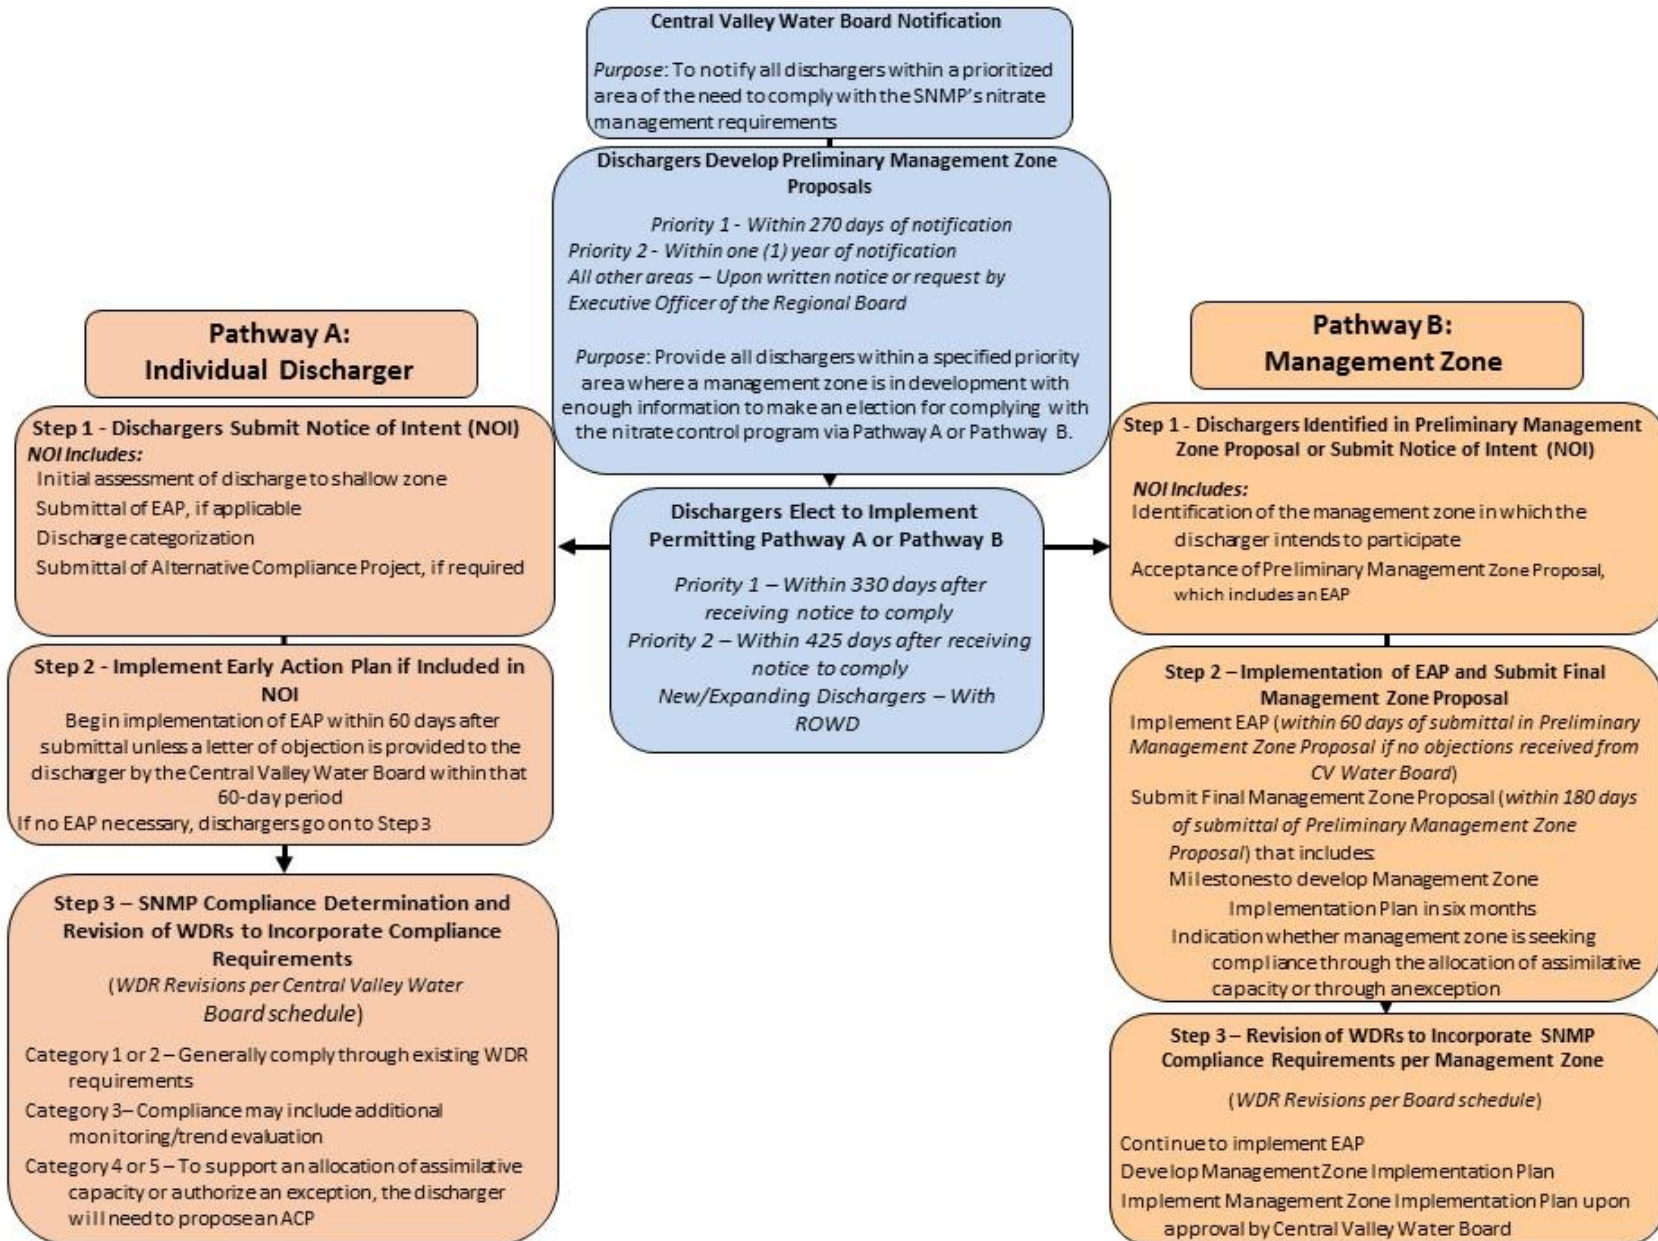 Central Valley Water Board Notification
Purpose: To notify all dischargers within a prioritized
area of the need to comply with the SNMP's nitrate
management requirements
Dischargers Develop Preliminary Management Zone
Proposals
Priority 1 - Within 270 days of notification
Priority 2 - Within one (1) year of notification
All other areas – Upon written notice or request by
Executive Officer of the Regional Board
Purpose: Provide all dischargers within a specified priority
area where a management zone is in development with
enough information to make an election for complying with
the nitrate control program via Pathway A or Pathway B.
Dischargers Elect to Implement
Permitting Pathway A or Pathway B
Priority 1 – Within 330 days after
receiving notice to comply
Priority 2 – Within 425 days after receiving
notice to comply
New/Expanding Dischargers – With
ROWD
Pathway A:
Individual Discharger
Step 1 - Dischargers Submit Notice of Intent (NOI)
NOI Includes:
Initial assessment of discharge to shallow zone
Submittal of EAP, if applicable
Discharge categorization
Submittal of Alternative Compliance Project, if required
Step 2 - Implement Early Action Plan if Included in
NOI
Begin implementation of EAP within 60 days after
submittal unless a letter of objection is provided to the
discharger by the Central Valley Water Board within that
60-day period
If no EAP necessary, dischargers go on to Step 3
Step 3 – SNMP Compliance Determination and
Revision of WDRs to Incorporate Compliance
Requirements
(WDR Revisions per Central Valley Water
Board schedule)
Category 1 or 2 – Generally comply through existing WDR
requirements
Category 3– Compliance may include additional
monitoring/trend evaluation
Category 4 or 5 – To support an allocation of assimilative
capacity or authorize an exception, the discharger
will need to propose an ACP
Pathway B:
Management Zone
Step 1 - Dischargers Identified in Preliminary Management
Zone Proposal or Submit Notice of Intent (NOI)
NOI Includes:
Identification of the management zone in which the
discharger intends to participate
Acceptance of Preliminary Management Zone Proposal,
which includes an EAP
Step 2 – Implementation of EAP and Submit Final
Management Zone Proposal
Implement EAP (within 60 days of submittal in Preliminary
Management Zone Proposal if no objections received from
CV Water Board)
Submit Final Management Zone Proposal (within 180 days
of submittal of Preliminary Management Zone
Proposal) that includes:
Milestones to develop Management Zone
Implementation Plan in six months
Indication whether management zone is seeking
compliance through the allocation of assimilative
capacity or through an exception
Step 3 – Revision of WDRs to Incorporate SNMP
Compliance Requirements per Management Zone
(WDR Revisions per Board schedule)
Continue to implement EAP
Develop Management Zone Implementation Plan
Implement Management Zone Implementation Plan upon
approval by Central Valley Water Board